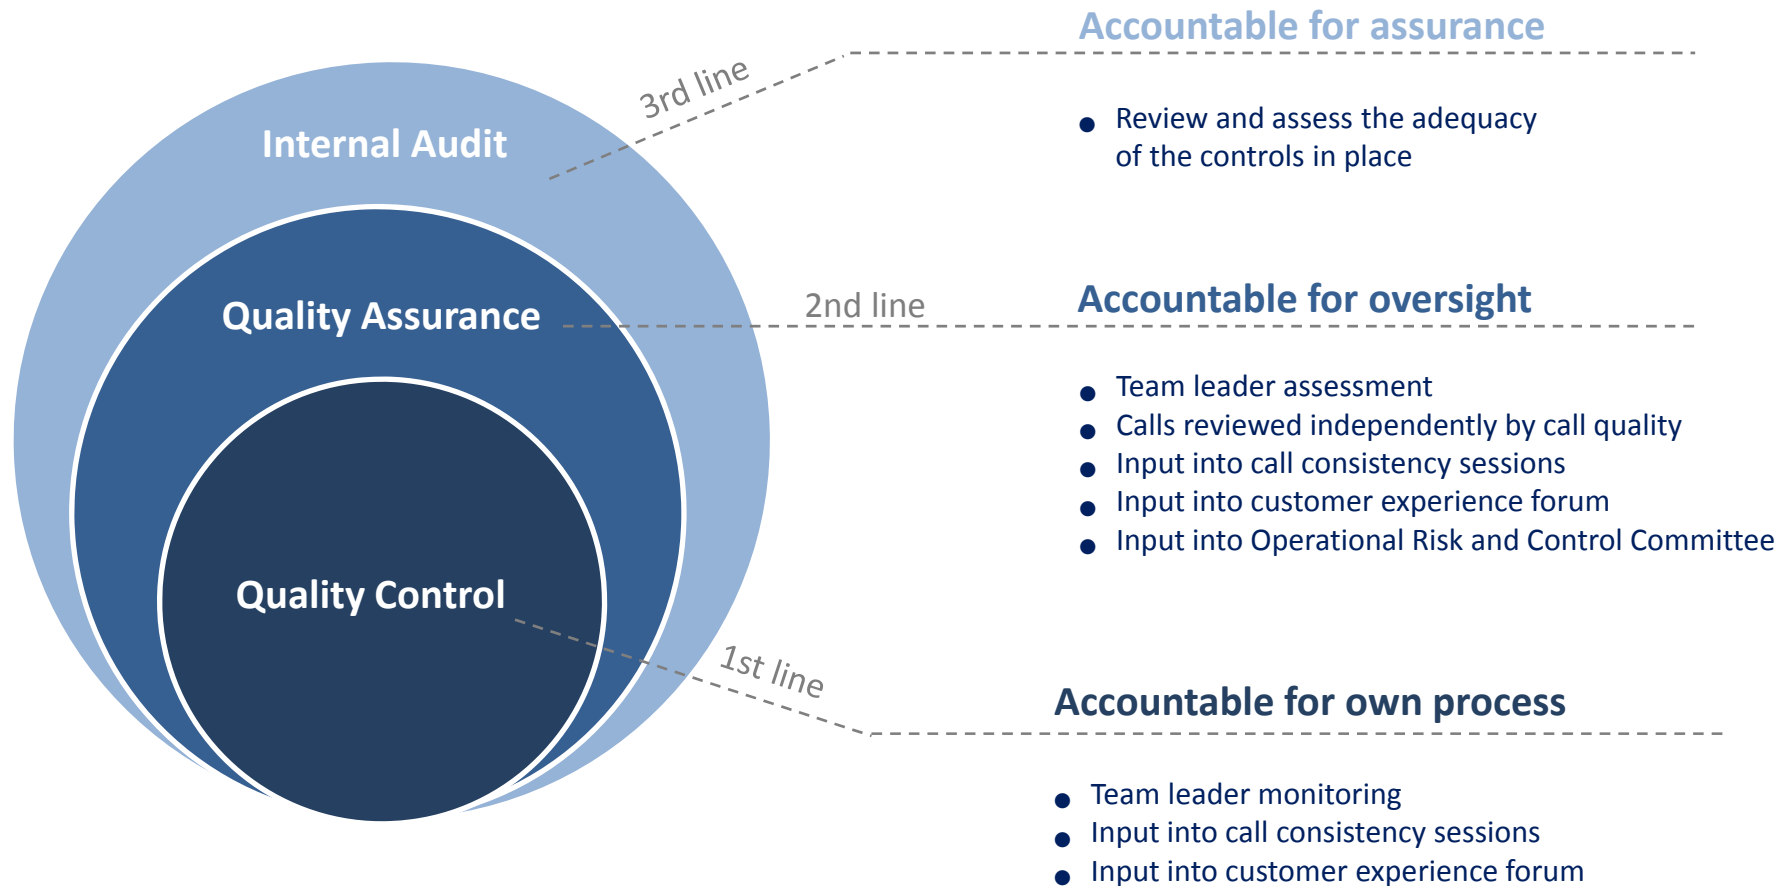 Accountable for assurance
3rd line
Internal Audit
Review and assess the adequacy
of the controls in place
Quality Assurance
2nd line
Accountable for oversight
Team leader assessment
Calls reviewed independently by call quality
Input into call consistency sessions
Input into customer experience forum
Input into Operational Risk and Control Committee
Quality Control
1st line
Accountable for own process
Team leader monitoring
Input into call consistency sessions
Input into customer experience forum